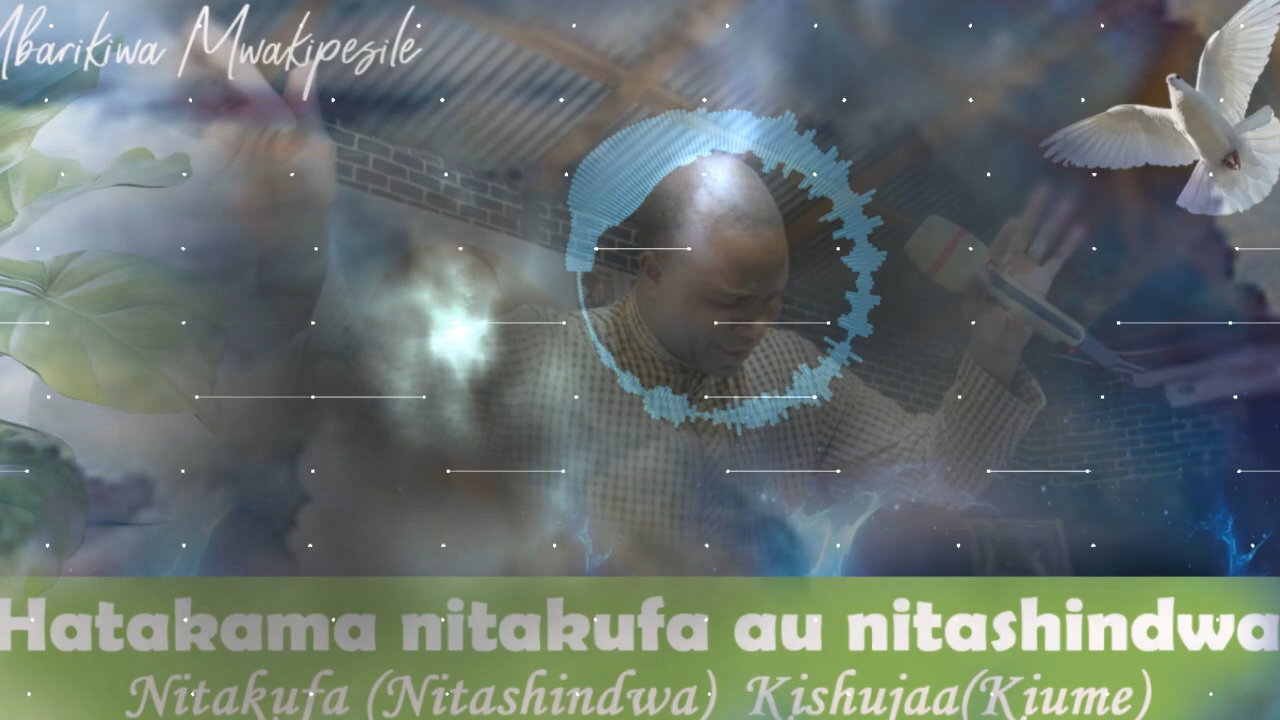 Mbarikiwa Mwakipesile
Hatakama nitakufa au nitashindwa
Nitakufa (Nitashindwa) Kishujaa(Kiume)